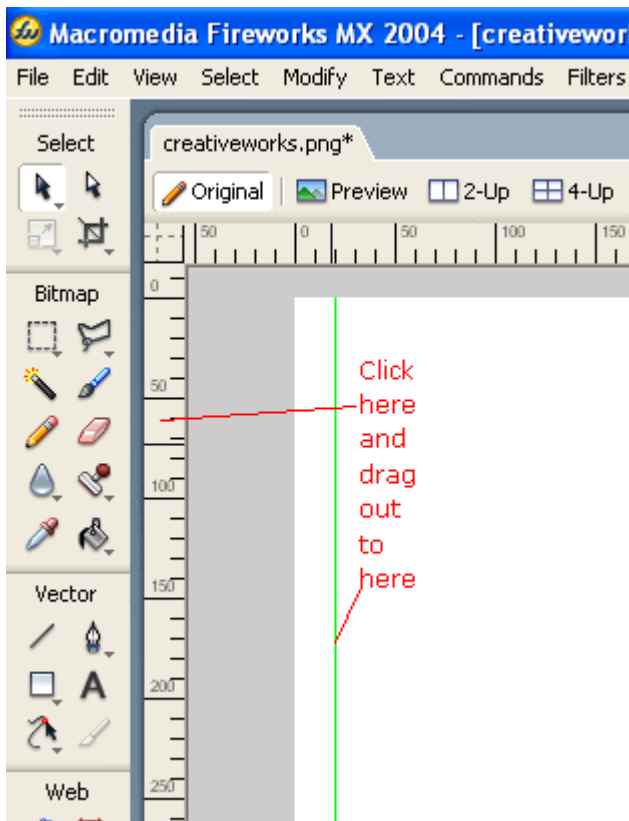 Macromedia Fireworks MX 2004 - [creativewor
File Edit View Select Modify Text Commands Filters
Select
creativeworks.png*
Original Preview 2-Up 4-Up
50 0 50 100 150
Bitmap
0
50
100
150
200
250
Click
here
and
drag
out
to
here
Vector
Web